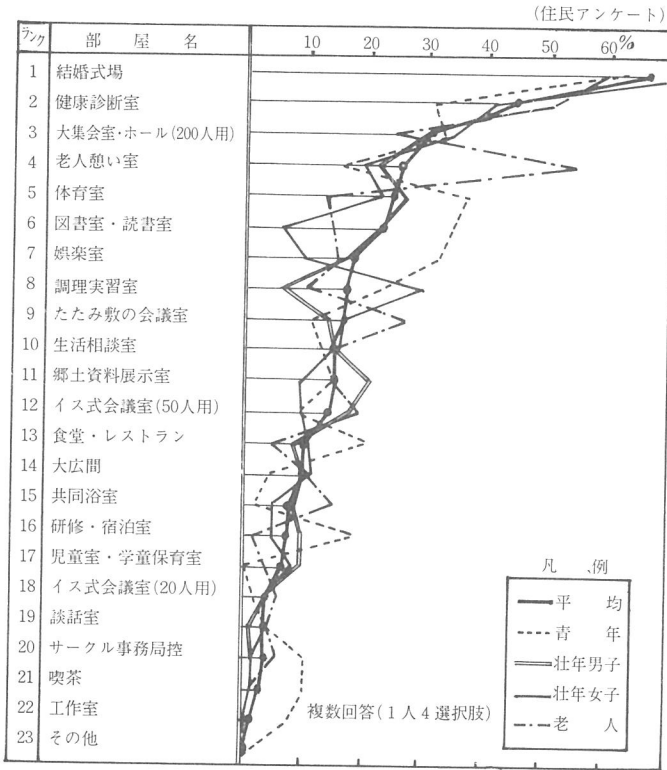 (住民アンケート)
ランク 部屋名 10 20 30 40 50 60 %
1 結婚式場
2 健康診断室
3 大集会室・ホール(200人用)
4 老人憩い室
5 体育室
6 図書室・読書室
7 娯楽室
8 調理実習室
9 たたみ敷の会議室
10 生活相談室
11 郷土資料展示室
12 イス式会議室(50人用)
13 食堂・レストラン
14 大広間
15 共同浴室
16 研修・宿泊室
17 児童室・学童保育室
18 イス式会議室(20人用)
19 談話室
20 サークル事務局控
21 喫茶
22 工作室
23 その他
複数回答(1人4選択肢)
凡、例
平均
青年
壮年男子
壮年女子
老人